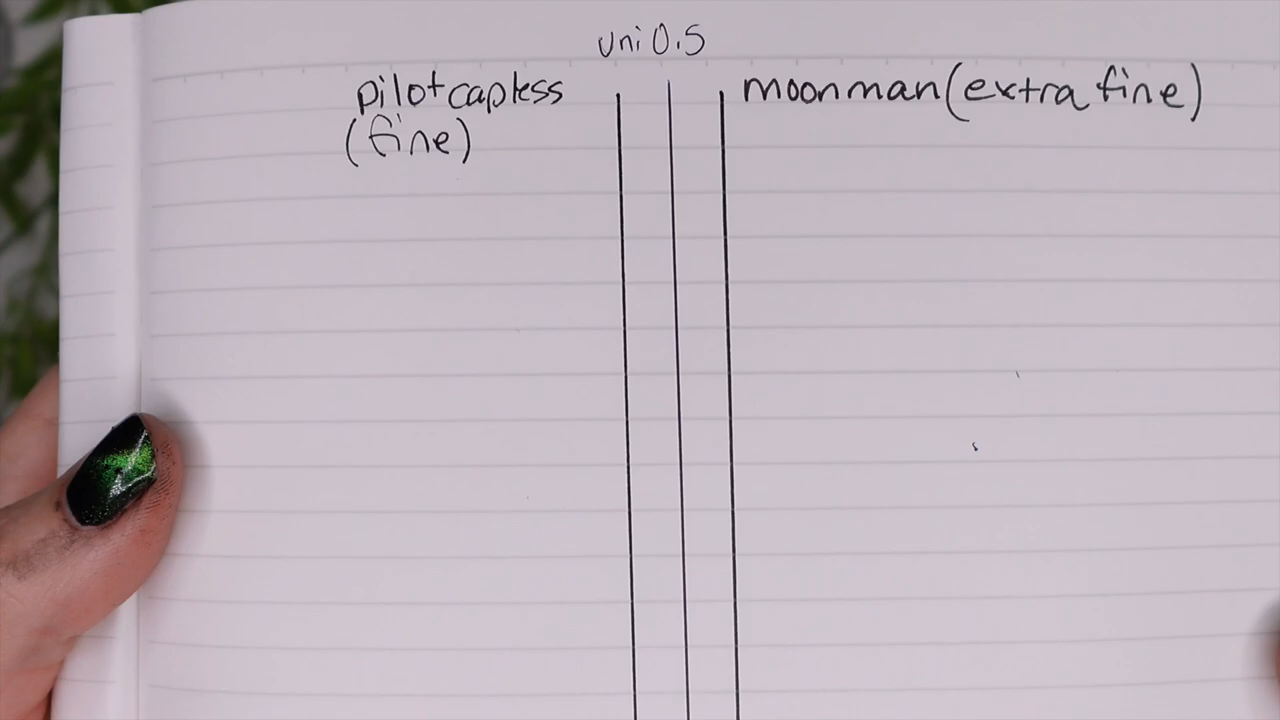 uni 0.5
pilot capless
(fine)
moonman (extra fine)